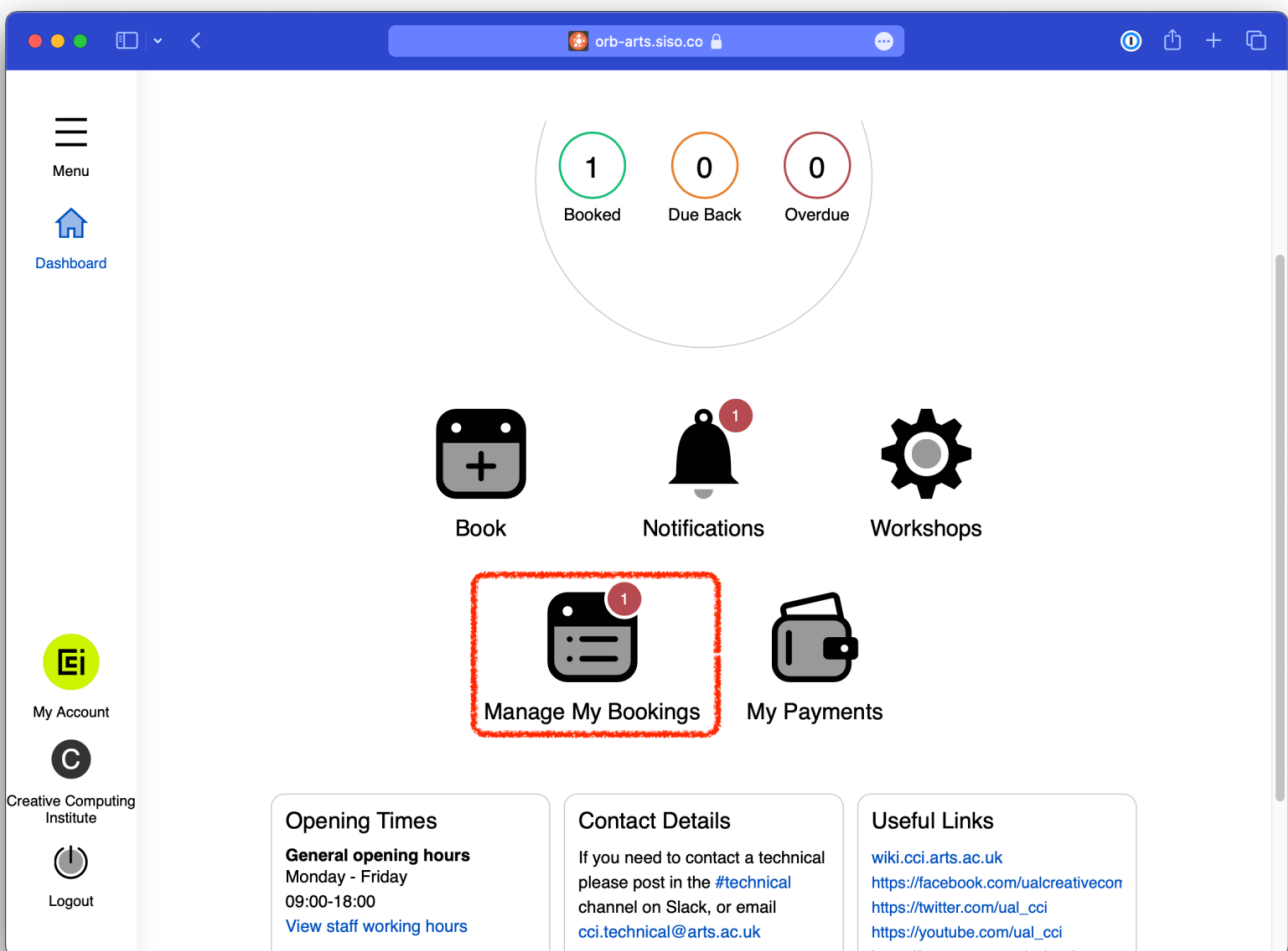 orb-arts.siso.co
Menu
Dashboard
1
0
0
Booked
Due Back
Overdue
1
Book
Notifications
Workshops
1
Manage My Bookings
My Payments
My Account
C
Creative Computing
Institute
Logout
Opening Times
General opening hours
Monday - Friday
09:00-18:00
View staff working hours
Contact Details
If you need to contact a technical
please post in the #technical
channel on Slack, or email
cci.technical@arts.ac.uk
Useful Links
wiki.cci.arts.ac.uk
https://facebook.com/ualcreativecom
https://twitter.com/ual_cci
https://youtube.com/ual_cci